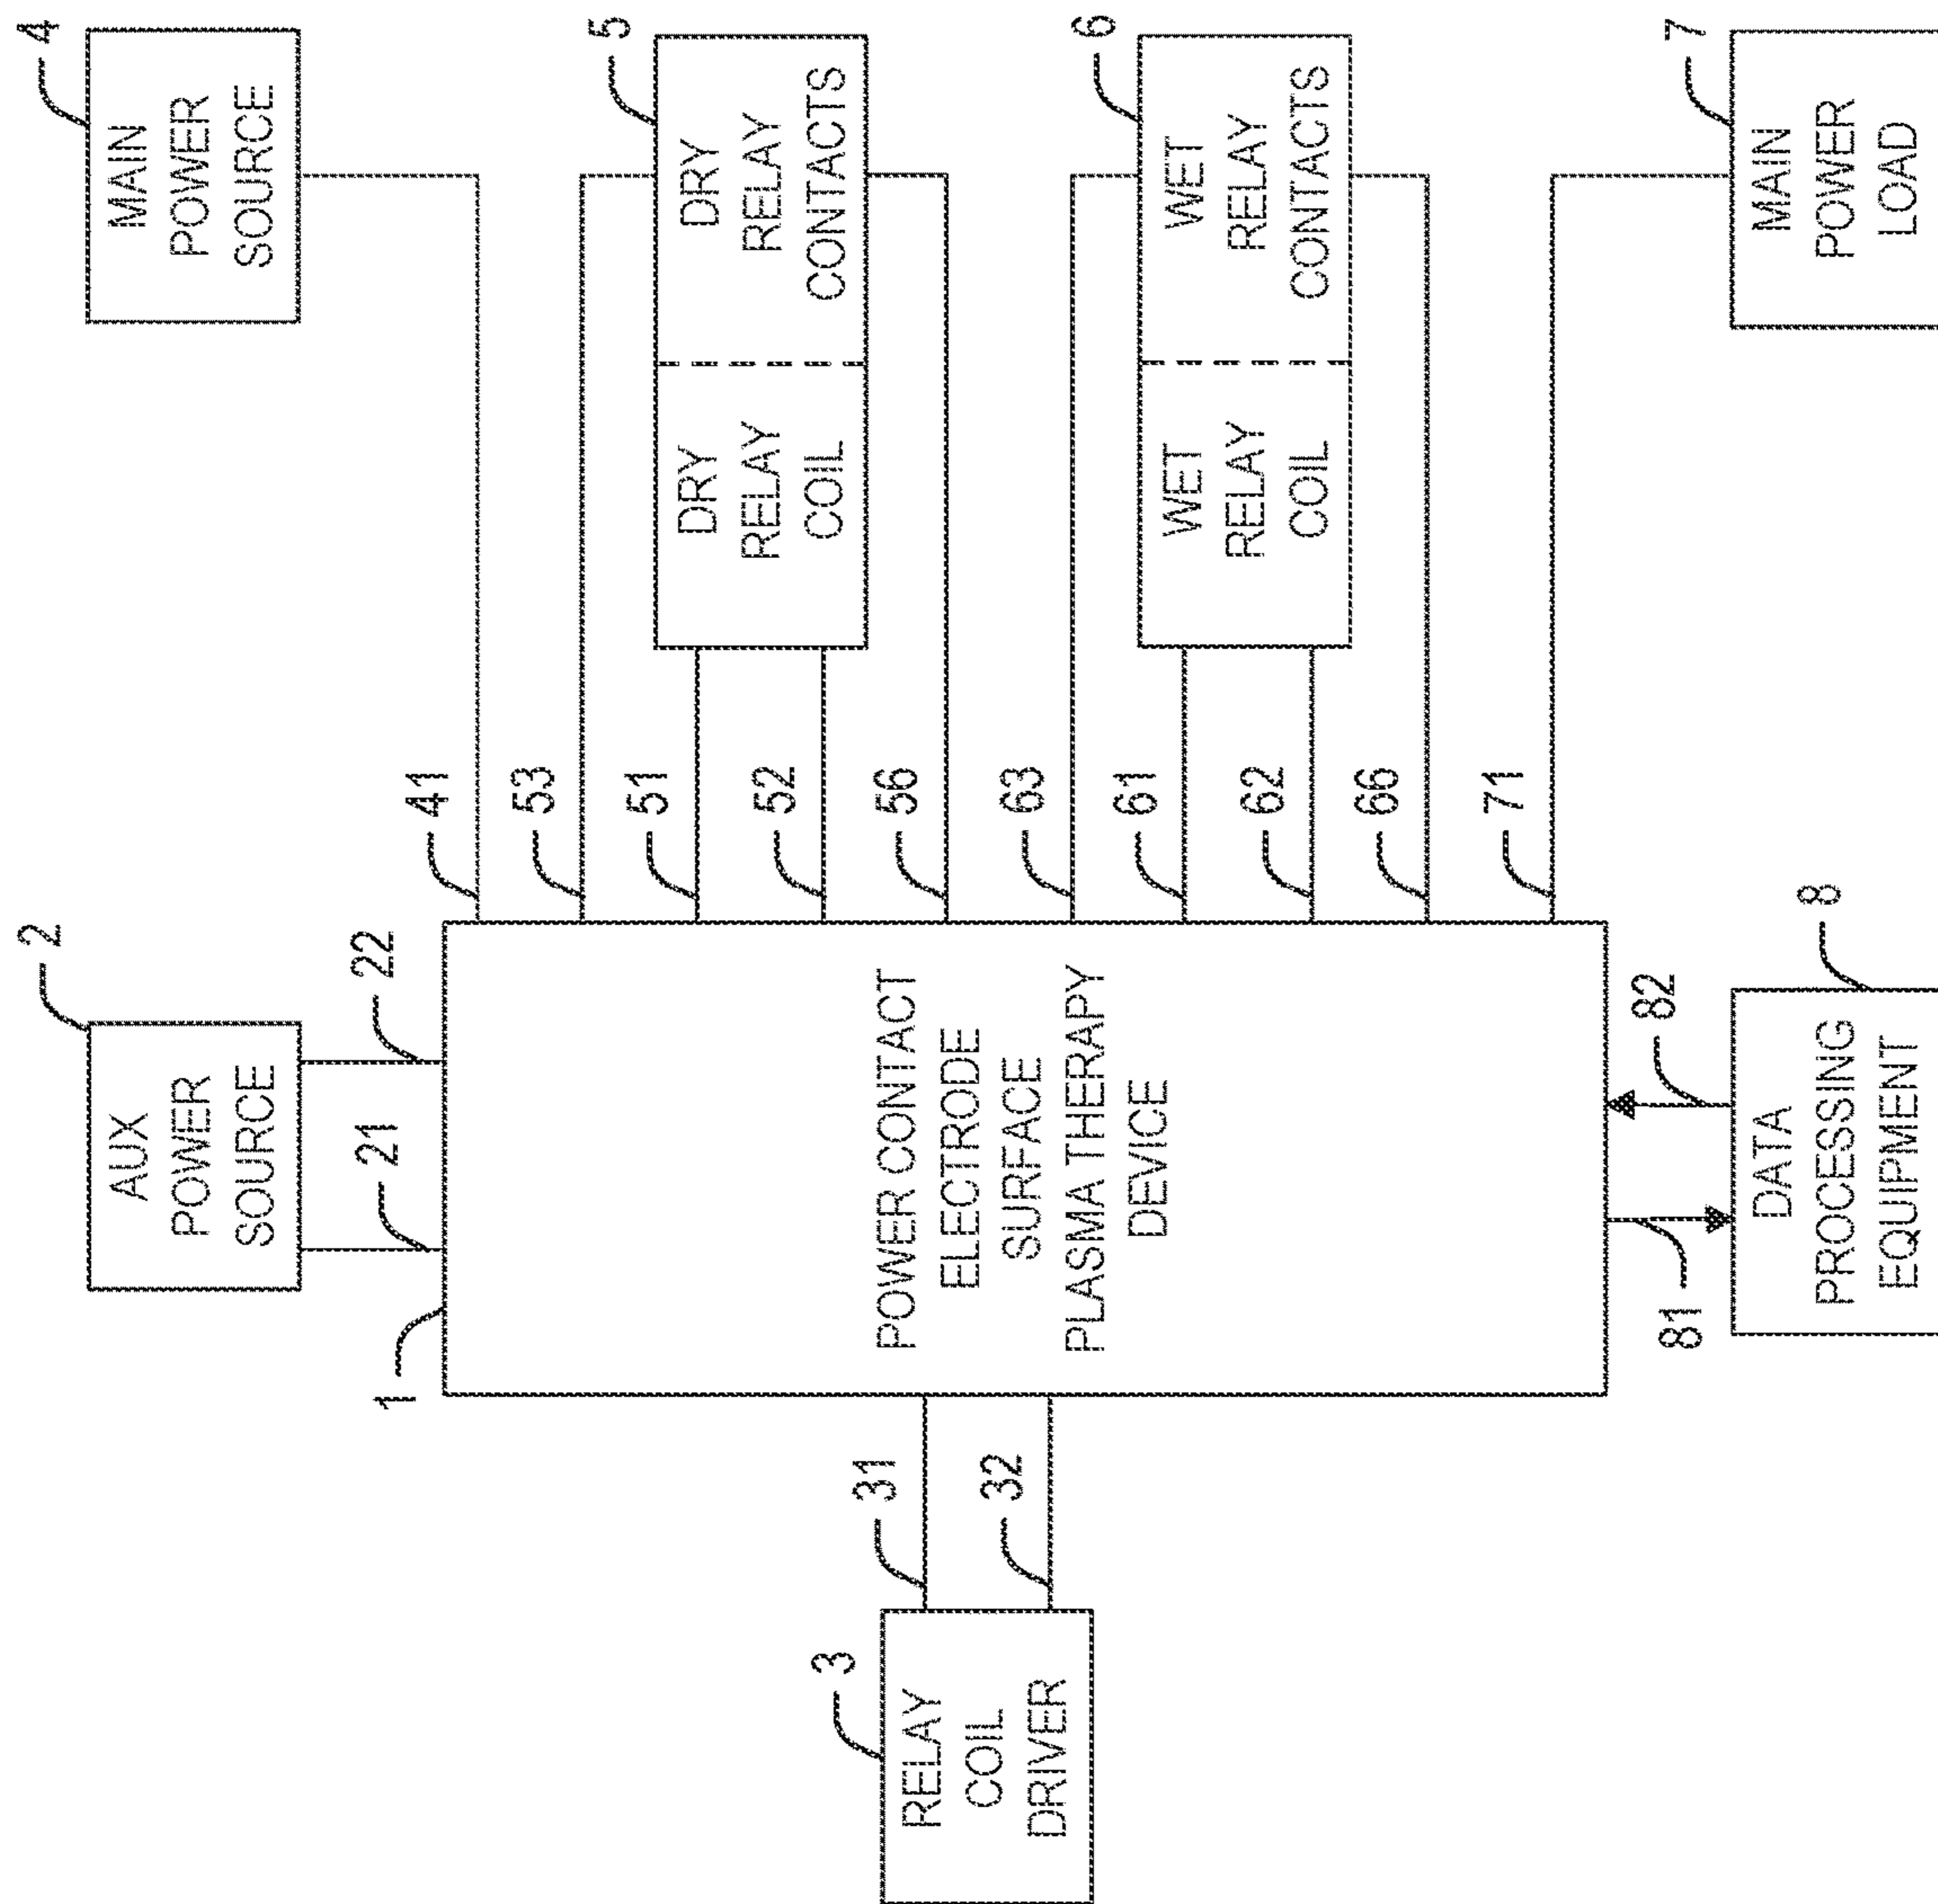 4
MAIN
POWER
SOURCE
2
AUX
POWER
SOURCE
21
22
41
5
DRY
RELAY
COIL
DRY
RELAY
CONTACTS
53
51
52
56
1
POWER CONTACT
ELECTRODE
SURFACE
PLASMA THERAPY
DEVICE
3
RELAY
COIL
DRIVER
31
32
6
WET
RELAY
COIL
WET
RELAY
CONTACTS
63
61
62
66
71
7
MAIN
POWER
LOAD
81
82
8
DATA
PROCESSING
EQUIPMENT